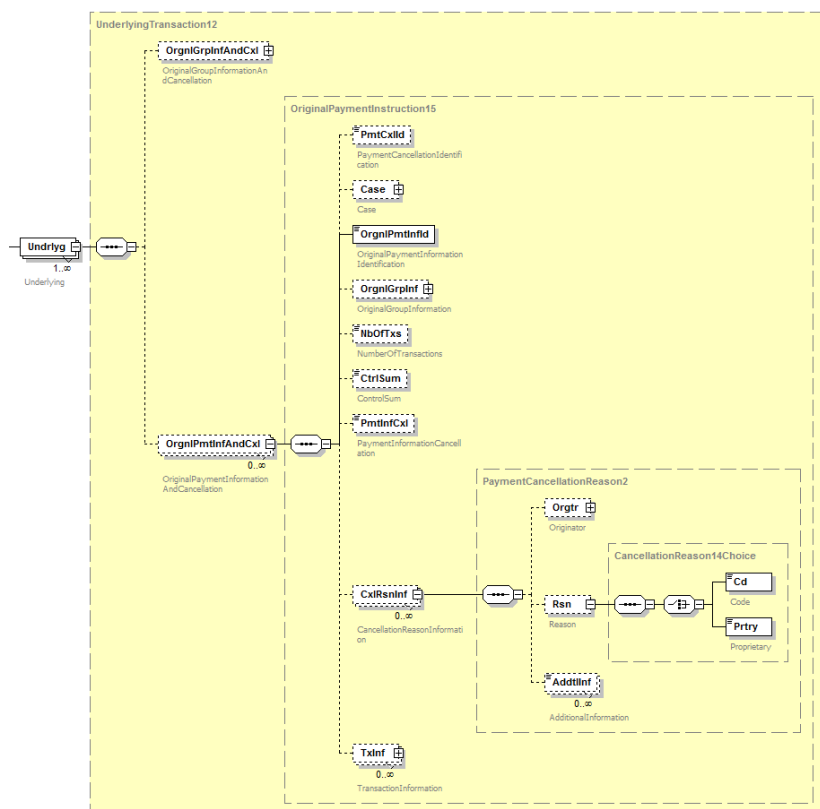 UnderlyingTransaction12
OrgnlGrpInfAndCxl
OriginalGroupInformationAn
dCancellation
OriginalPaymentInstruction15
PmtCxlId
PaymentCancellationIdentifi
cation
Case
Case
Undrlyg
1..∞
Underlying
OrgnlPmtInfId
OriginalPaymentInformation
Identification
OrgnlGrpInf
OriginalGroupInformation
NbOfTxs
NumberOfTransactions
CtrlSum
ControlSum
PmtInfCxl
PaymentInformationCancell
ation
OrgnlPmtInfAndCxl
0..∞
OriginalPaymentInformation
AndCancellation
PaymentCancellationReason2
Orgtr
Originator
CancellationReason14Choice
Cd
Code
CxlRsnInf
0..∞
CancellationReasonInformati
on
Rsn
Reason
Prtry
Proprietary
AddtlInf
0..∞
AdditionalInformation
TxInf
0..∞
TransactionInformation